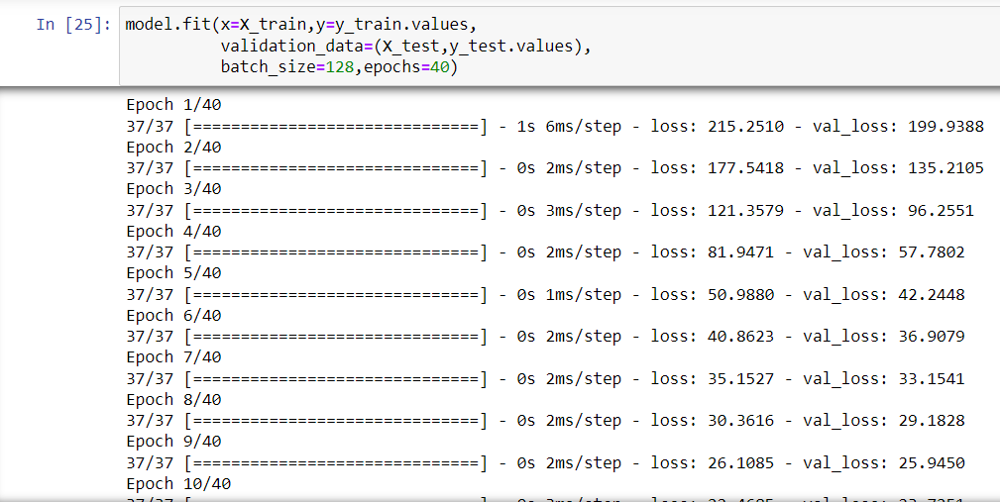 In [25]: model.fit(x=X_train,y=y_train.values,
validation_data=(X_test,y_test.values),
batch_size=128,epochs=40)
Epoch 1/40
37/37 [==============================] - 1s 6ms/step - loss: 215.2510 - val_loss: 199.9388
Epoch 2/40
37/37 [==============================] - 0s 2ms/step - loss: 177.5418 - val_loss: 135.2105
Epoch 3/40
37/37 [==============================] - 0s 3ms/step - loss: 121.3579 - val_loss: 96.2551
Epoch 4/40
37/37 [==============================] - 0s 2ms/step - loss: 81.9471 - val_loss: 57.7802
Epoch 5/40
37/37 [==============================] - 0s 1ms/step - loss: 50.9880 - val_loss: 42.2448
Epoch 6/40
37/37 [==============================] - 0s 2ms/step - loss: 40.8623 - val_loss: 36.9079
Epoch 7/40
37/37 [==============================] - 0s 2ms/step - loss: 35.1527 - val_loss: 33.1541
Epoch 8/40
37/37 [==============================] - 0s 2ms/step - loss: 30.3616 - val_loss: 29.1828
Epoch 9/40
37/37 [==============================] - 0s 2ms/step - loss: 26.1085 - val_loss: 25.9450
Epoch 10/40